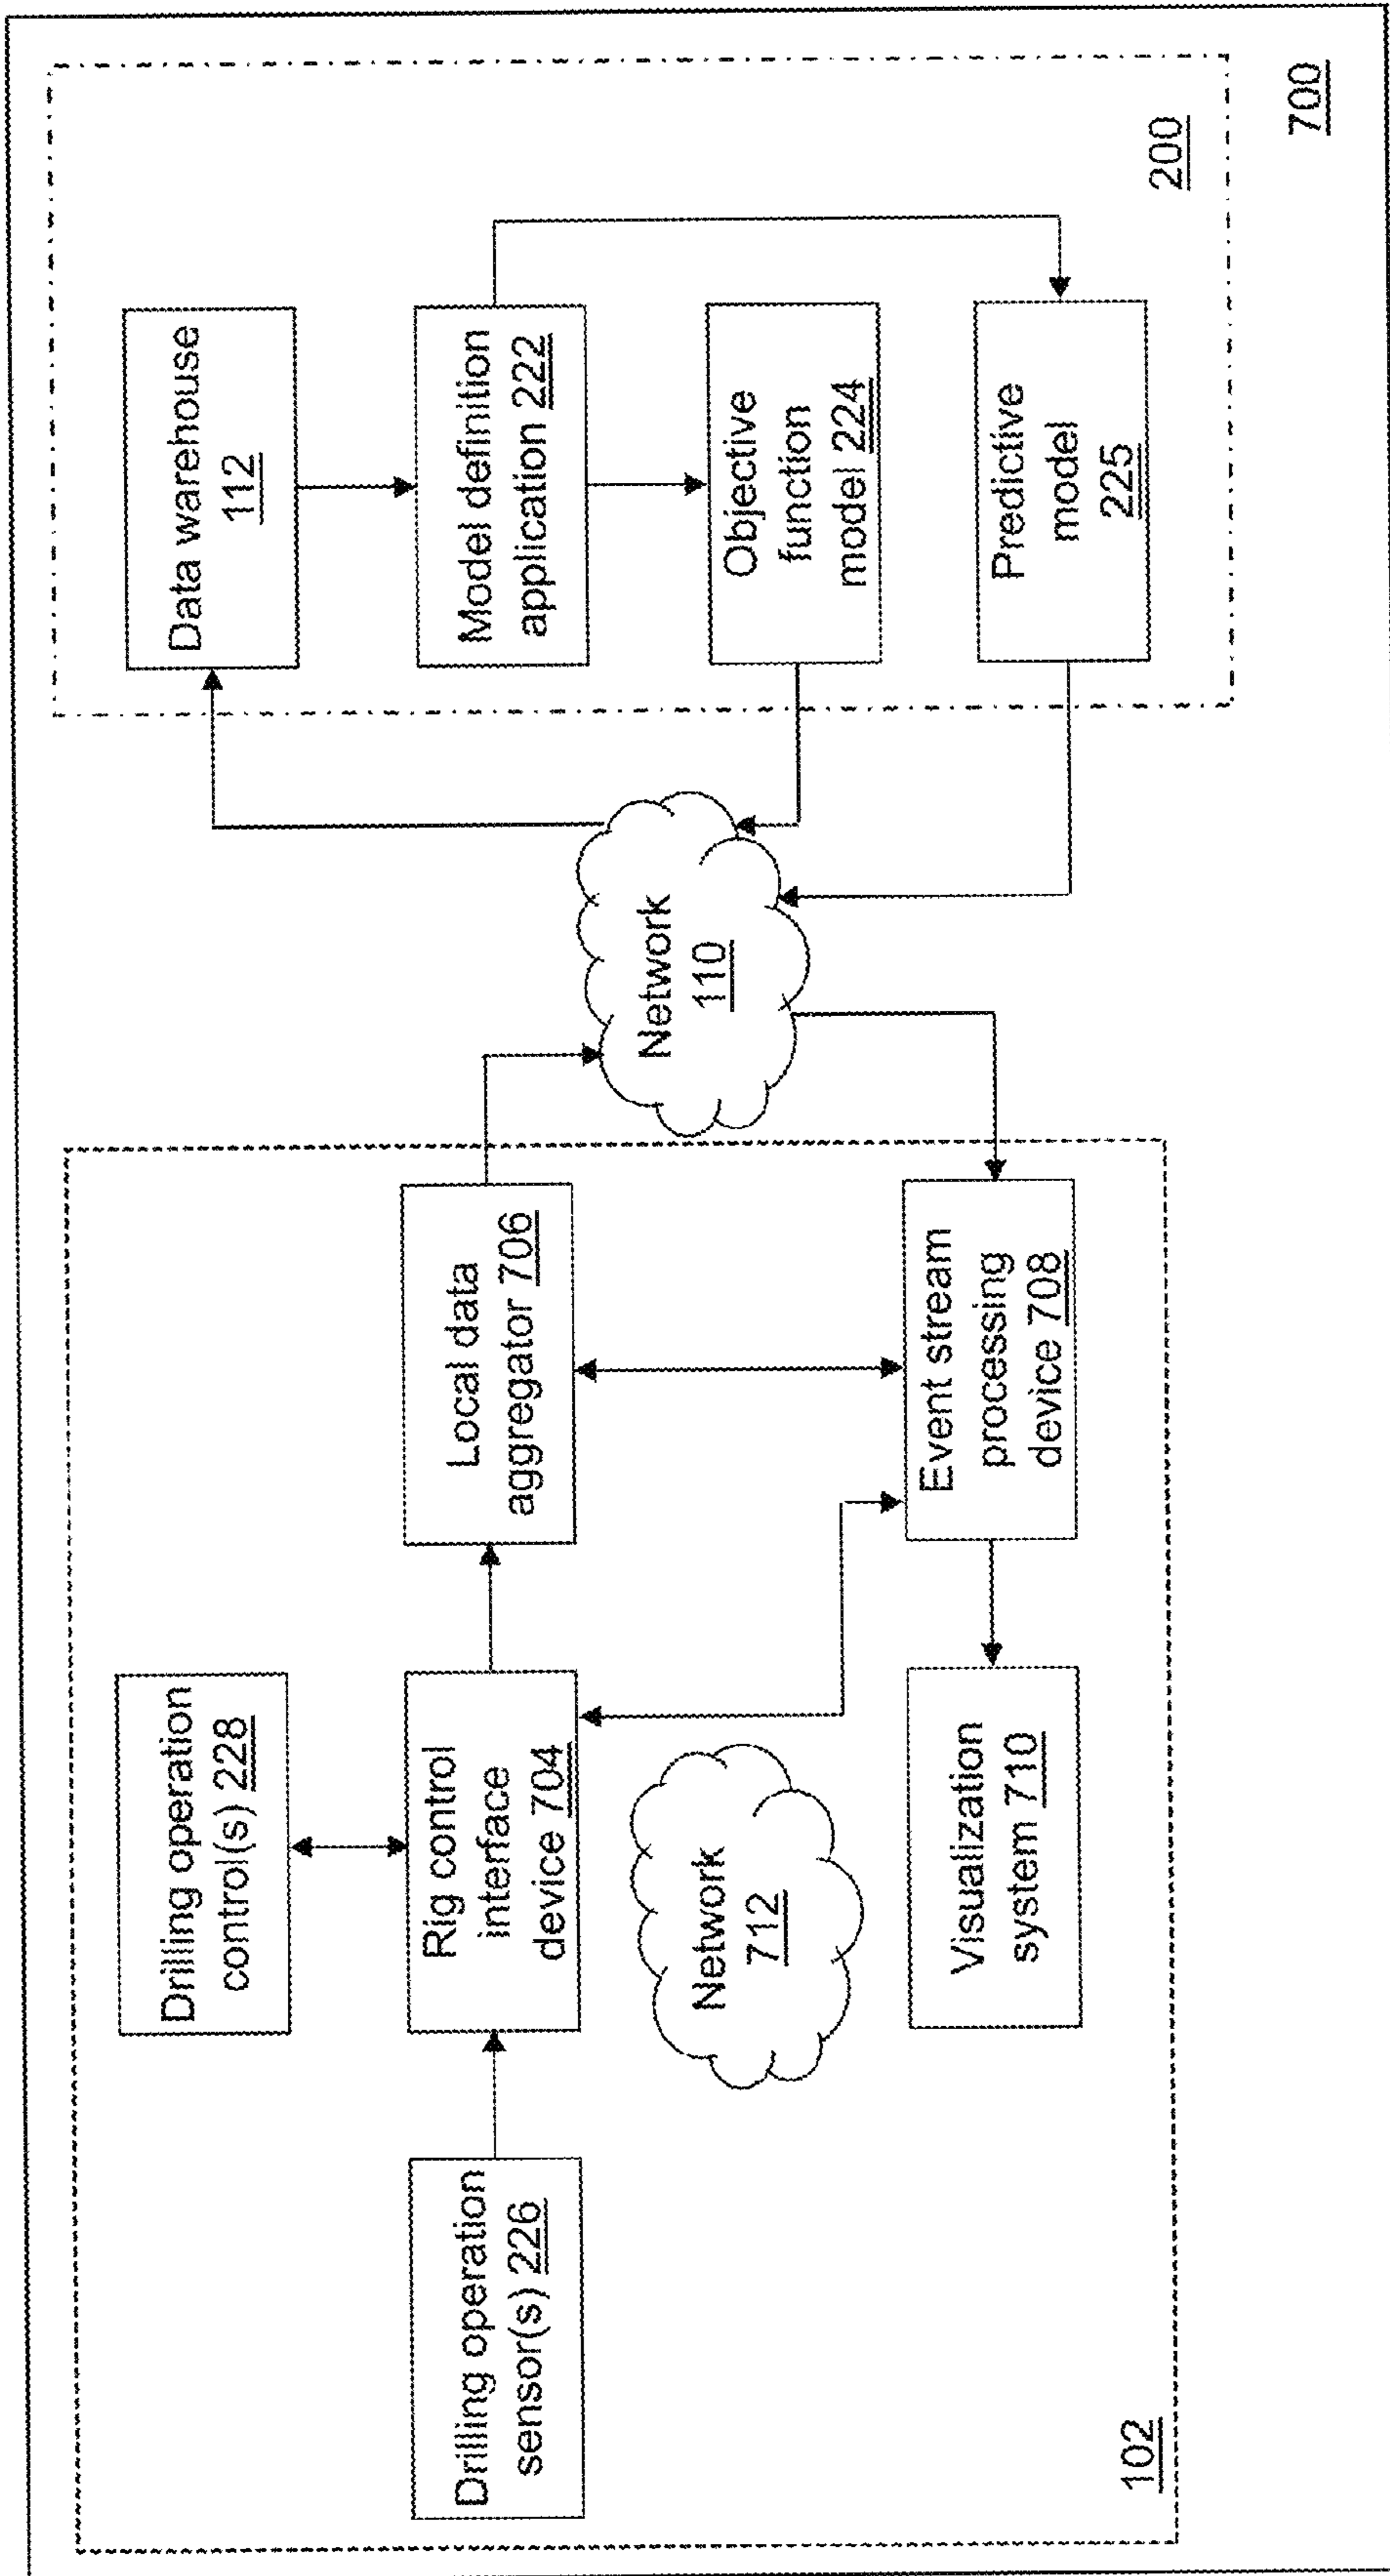 Drilling operation
sensor(s) 226
Drilling operation
control(s) 228
Rig control
interface
device 704
Network
712
Visualization
system 710
Local data
aggregator 706
Event stream
processing
device 708
102
Network
110
Data warehouse
112
Model definition
application 222
Objective
function
model 224
Predictive
model
225
200
700